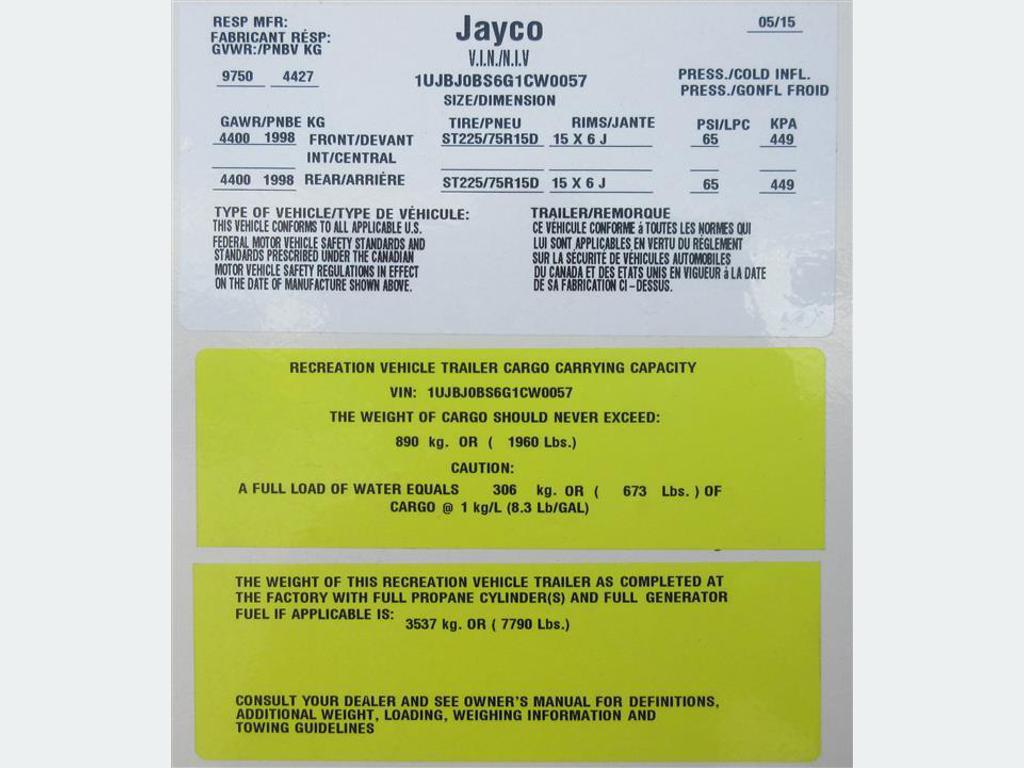 RESP MFR:
FABRICANT RÉSP:
GVWR:/PNBV KG
9750 4427
Jayco
V.I.N./N.I.V
1UJBJ0BS6G1CW0057
SIZE/DIMENSION
05/15
PRESS./COLD INFL.
PRESS./GONFL FROID
GAWR/PNBE KG TIRE/PNEU RIMS/JANTE PSI/LPC KPA
4400 1998 FRONT/DEVANT ST225/75R15D 15 X 6 J 65 449
INT/CENTRAL
4400 1998 REAR/ARRIÈRE ST225/75R15D 15 X 6 J 65 449
TYPE OF VEHICLE/TYPE DE VÉHICULE:
THIS VEHICLE CONFORMS TO ALL APPLICABLE U.S.
FEDERAL MOTOR VEHICLE SAFETY STANDARDS AND
STANDARDS PRESCRIBED UNDER THE CANADIAN
MOTOR VEHICLE SAFETY REGULATIONS IN EFFECT
ON THE DATE OF MANUFACTURE SHOWN ABOVE.
TRAILER/REMORQUE
CE VÉHICULE CONFORME à TOUTES LES NORMES QUI
LUI SONT APPLICABLES EN VERTU DU RÈGLEMENT
SUR LA SÉCURITÉ DE VÉHICULES AUTOMOBILES
DU CANADA ET DES ETATS UNIS EN VIGUEUR à LA DATE
DE SA FABRICATION CI-DESSUS.
RECREATION VEHICLE TRAILER CARGO CARRYING CAPACITY
VIN: 1UJBJ0BS6G1CW0057
THE WEIGHT OF CARGO SHOULD NEVER EXCEED:
890 kg. OR ( 1960 Lbs.)
CAUTION:
A FULL LOAD OF WATER EQUALS 306 kg. OR ( 673 Lbs. ) OF
CARGO @ 1 kg/L (8.3 Lb/GAL)
THE WEIGHT OF THIS RECREATION VEHICLE TRAILER AS COMPLETED AT
THE FACTORY WITH FULL PROPANE CYLINDER(S) AND FULL GENERATOR
FUEL IF APPLICABLE IS:
3537 kg. OR ( 7790 Lbs.)
CONSULT YOUR DEALER AND SEE OWNER'S MANUAL FOR DEFINITIONS,
ADDITIONAL WEIGHT, LOADING, WEIGHING INFORMATION AND
TOWING GUIDELINES